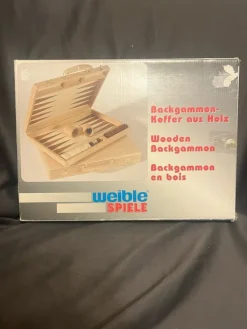 Backgammon-
Koffer aus Holz
Wooden
Backgammon
Backgammon
en bois
weible
SPIELE